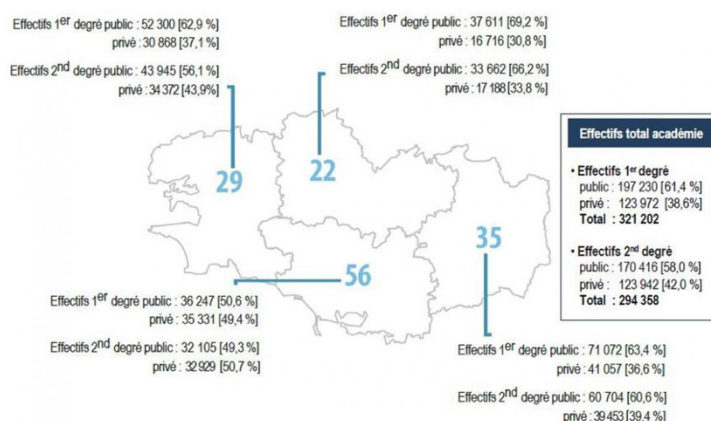 Effectifs 1er degré public : 52 300 [62,9 %]
privé : 30 868 [37,1 %]
Effectifs 2nd degré public : 43 945 [56,1 %]
privé : 34 372 [43,9%]
Effectifs 1er degré public : 37 611 [69,2 %]
privé : 16 716 [30,8 %]
Effectifs 2nd degré public : 33 662 [66,2 %]
privé : 17 188 [33,8 %]
29
22
35
56
Effectifs total académie
• Effectifs 1er degré
public : 197 230 [61,4 %]
privé : 123 972 [38,6%]
Total : 321 202
• Effectifs 2nd degré
public : 170 416 [58,0 %]
privé : 123 942 [42,0 %]
Total : 294 358
Effectifs 1er degré public : 36 247 [50,6 %]
privé : 35 331 [49,4 %]
Effectifs 2nd degré public : 32 105 [49,3 %]
privé : 32 929 [50,7 %]
Effectifs 1er degré public : 71 072 [63,4 %]
privé : 41 057 [36,6 %]
Effectifs 2nd degré public : 60 704 [60,6 %]
privé : 39 453 [39,4 %]